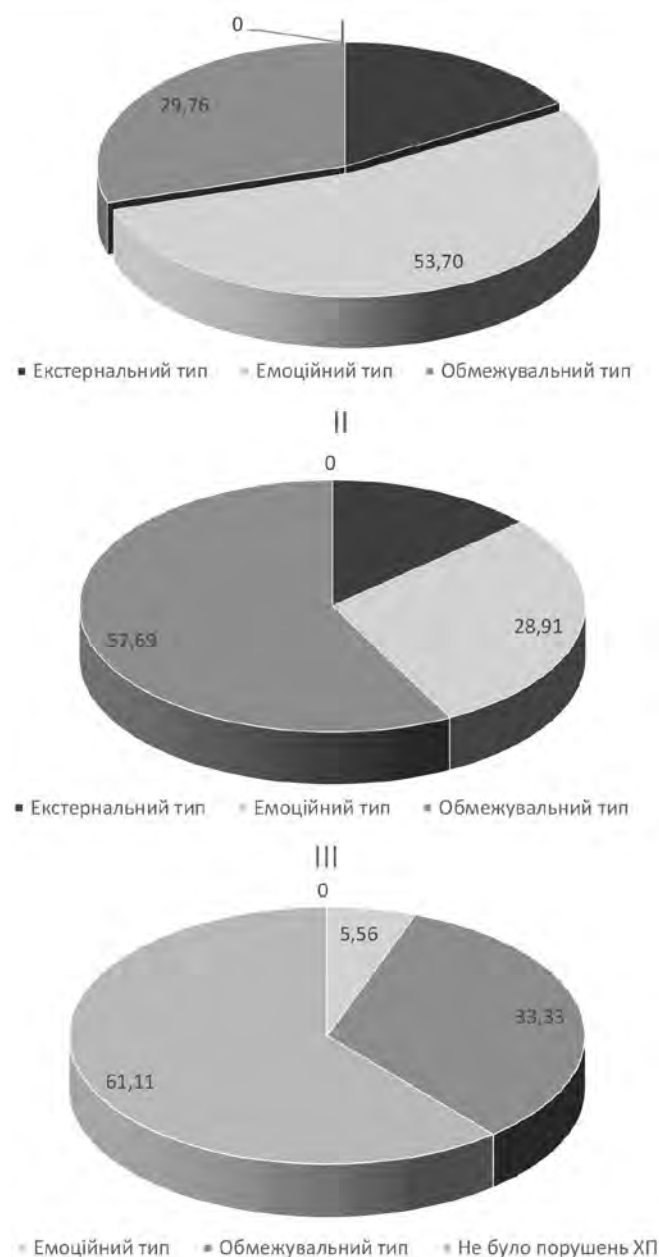 0
29,76
53,70
Екстернальний тип Емоційний тип Обмежувальний тип
II
0
57,69
28,91
Екстернальний тип Емоційний тип Обмежувальний тип
III
0
5,56
33,33
61,11
Емоційний тип Обмежувальний тип Не було порушень ХП